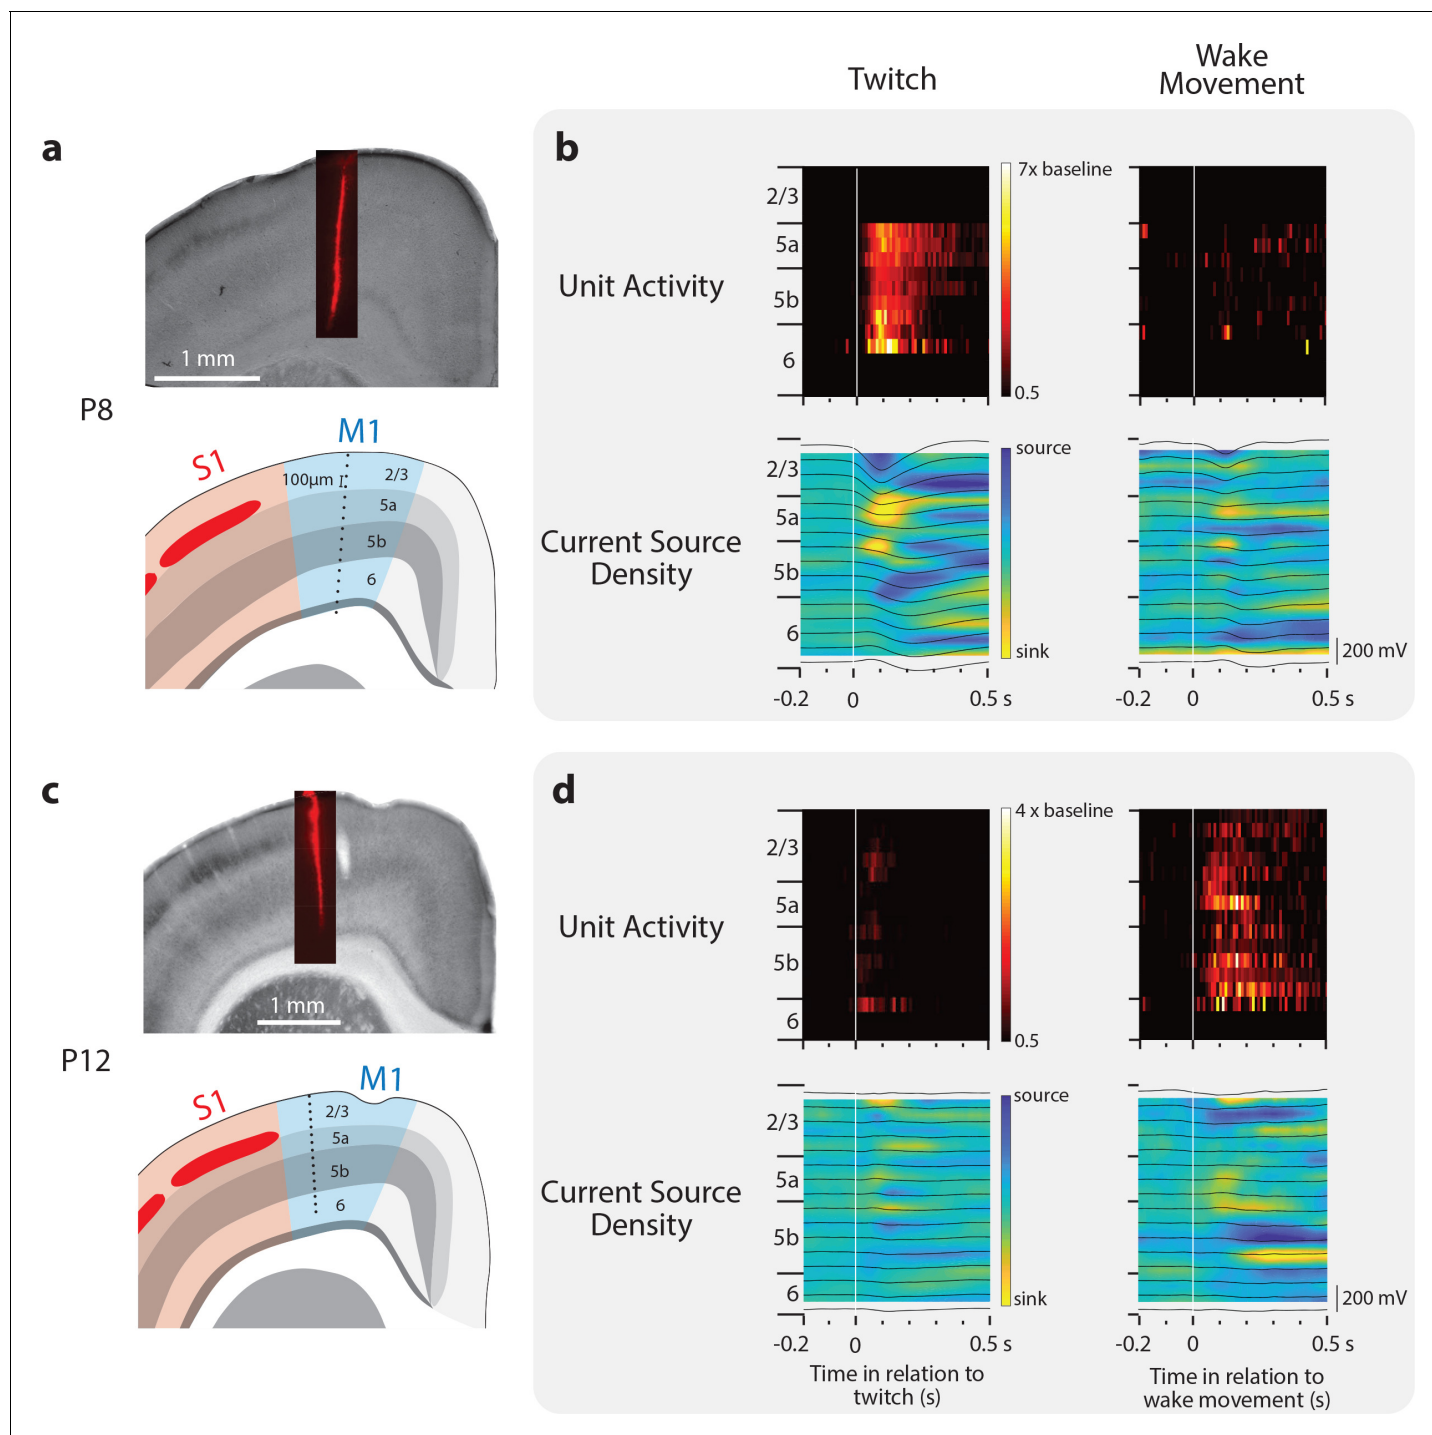 Twitch
Wake
Movement
a
1 mm
P8
S1
M1
100µm
2/3
5a
5b
6
b
Unit Activity
2/3
5a
5b
6
7x baseline
0.5
Current Source
Density
2/3
5a
5b
6
source
sink
200 mV
-0.2
0
0.5 s
-0.2
0
0.5 s
c
1 mm
P12
S1
M1
2/3
5a
5b
6
d
Unit Activity
2/3
5a
5b
6
4 x baseline
0.5
Current Source
Density
2/3
5a
5b
6
source
sink
200 mV
-0.2
0
0.5 s
Time in relation to
twitch (s)
-0.2
0
0.5 s
Time in relation to
wake movement (s)